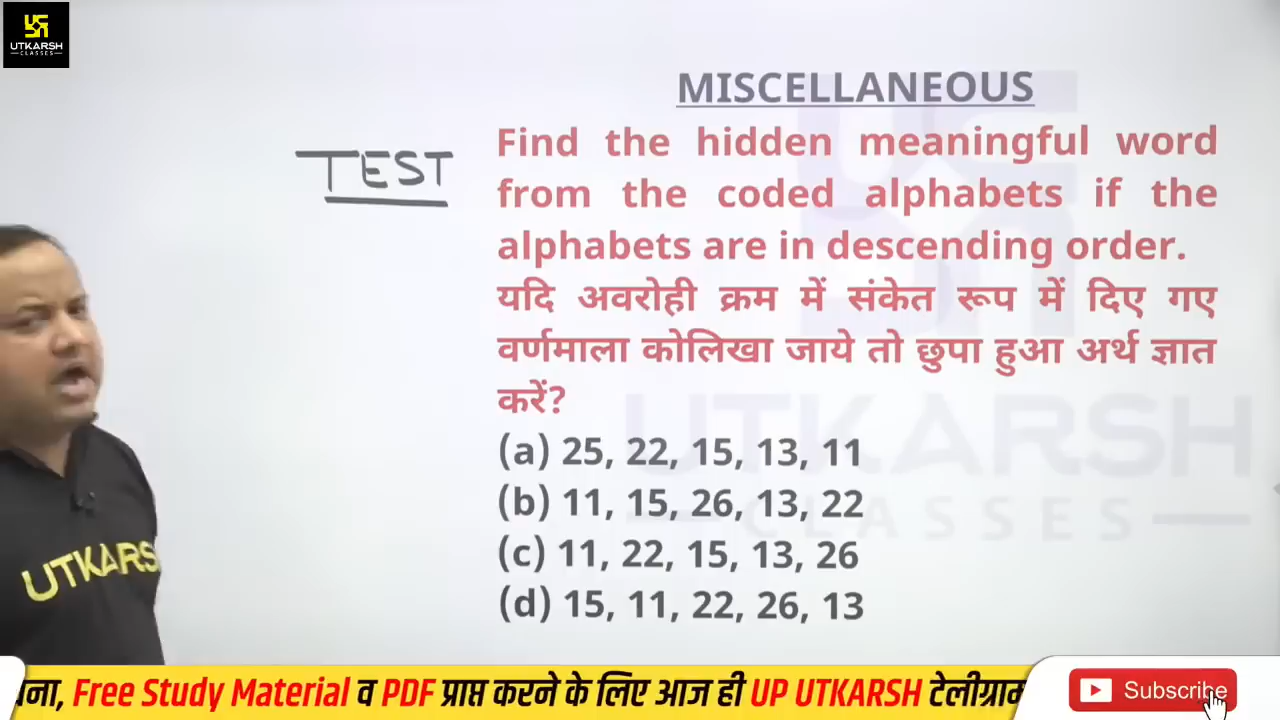 UTKARSH
CLASSES
MISCELLANEOUS
TEST
Find the hidden meaningful word
from the coded alphabets if the
alphabets are in descending order.
यदि अवरोही क्रम में संकेत रूप में दिए गए
वर्णमाला कोलिखा जाये तो छुपा हुआ अर्थ ज्ञात
करें?
(a) 25, 22, 15, 13, 11
(b) 11, 15, 26, 13, 22
(c) 11, 22, 15, 13, 26
(d) 15, 11, 22, 26, 13
UTKARSH
CLASSES
UTKARSH
Free Study Material व PDF प्राप्त करने के लिए आज ही UP UTKARSH टेलीग्राम
Subscribe